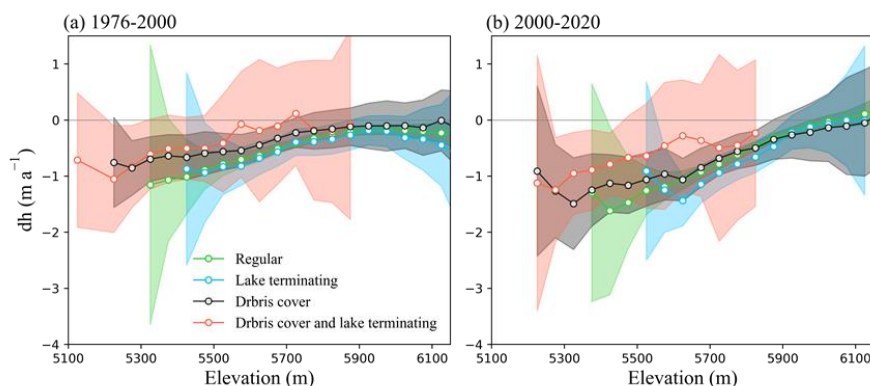 (a) 1976-2000
(b) 2000-2020
dh (m a⁻¹)
1
0
−1
−2
−3
−4
Regular
Lake terminating
Drbris cover
Drbris cover and lake terminating
5100 5300 5500 5700 5900 6100
Elevation (m)
1
0
−1
−2
−3
−4
5100 5300 5500 5700 5900 6100
Elevation (m)